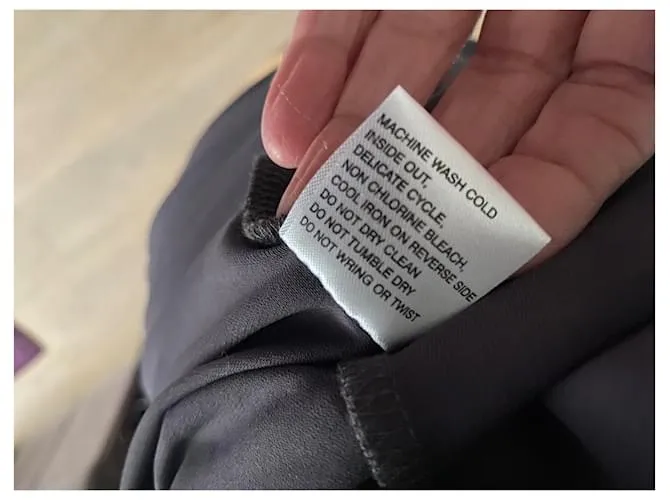 MACHINE WASH COLD
INSIDE OUT,
DELICATE CYCLE,
NON CHLORINE BLEACH,
COOL IRON ON REVERSE SIDE
DO NOT DRY CLEAN
DO NOT TUMBLE DRY
DO NOT WRING OR TWIST